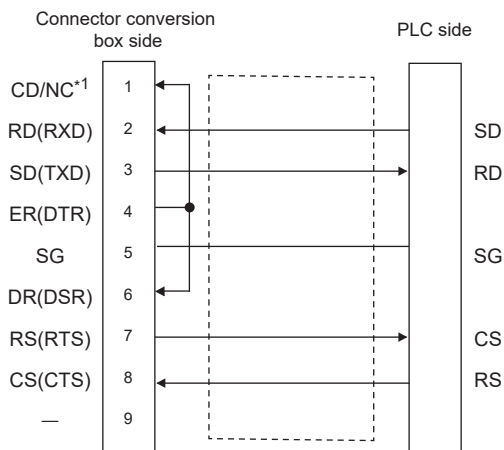 Connector conversion
box side
PLC side
CD/NC*1 1
RD(RXD) 2 SD
SD(TXD) 3 RD
ER(DTR) 4
SG 5 SG
DR(DSR) 6
RS(RTS) 7 CS
CS(CTS) 8 RS
— 9